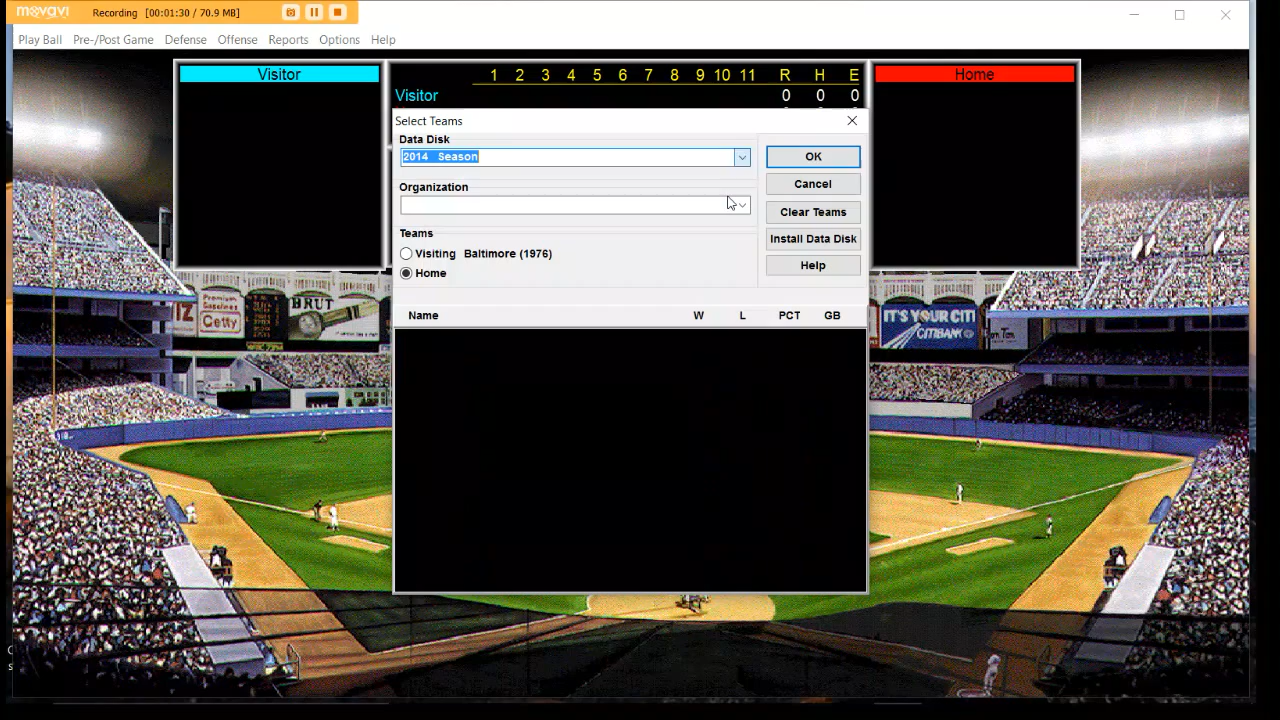 movavi Recording [00:01:30 / 70.9 MB]
Play Ball Pre-/Post Game Defense Offense Reports Options Help
Visitor
1 2 3 4 5 6 7 8 9 10 11 R H E
Home
Visitor 0 0 0
Select Teams
Data Disk
2014 Season
OK
Organization
Cancel
Clear Teams
Teams
Install Data Disk
Visiting Baltimore (1976)
Home
Help
Name W L PCT GB
Getty
BRUT
IT'S YOUR CITI
CITIBANK